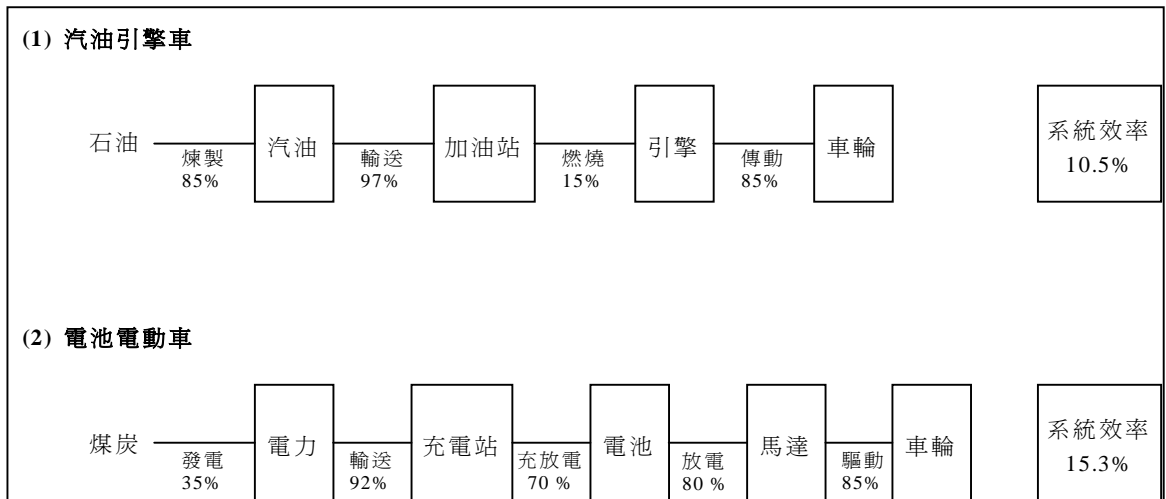 (1) 汽油引擎車
石油 汽油 加油站 引擎 車輪 系統效率
煉製 輸送 燃燒 傳動 10.5%
85% 97% 15% 85%
(2) 電池電動車
煤炭 電力 充電站 電池 馬達 車輪 系統效率
發電 輸送 充放電 放電 驅動 15.3%
35% 92% 70 % 80 % 85%